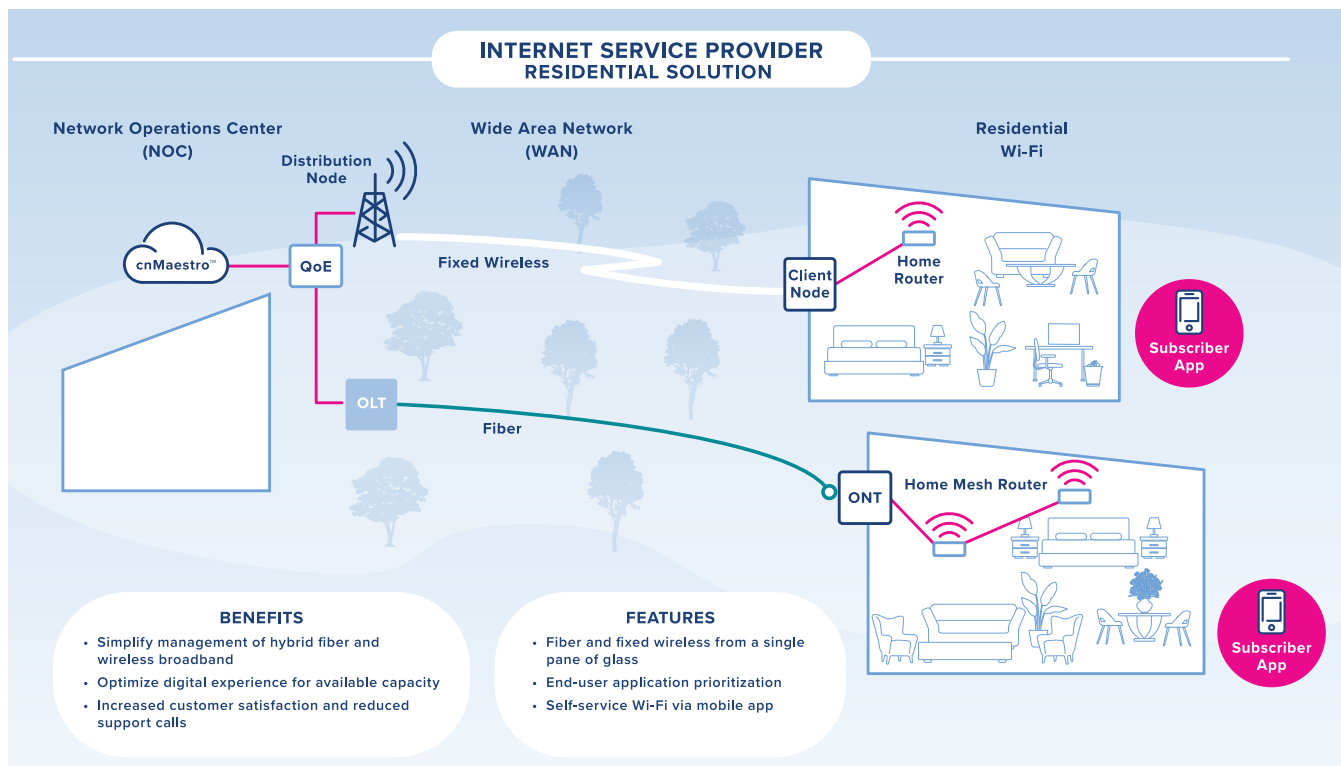 INTERNET SERVICE PROVIDER
RESIDENTIAL SOLUTION
Network Operations Center
(NOC)
Wide Area Network
(WAN)
Residential
Wi-Fi
Distribution
Node
cnMaestro™
QoE
Fixed Wireless
Client
Node
Home
Router
Subscriber
App
OLT
Fiber
ONT
Home Mesh Router
Subscriber
App
BENEFITS
• Simplify management of hybrid fiber and
wireless broadband
• Optimize digital experience for available capacity
• Increased customer satisfaction and reduced
support calls
FEATURES
• Fiber and fixed wireless from a single
pane of glass
• End-user application prioritization
• Self-service Wi-Fi via mobile app